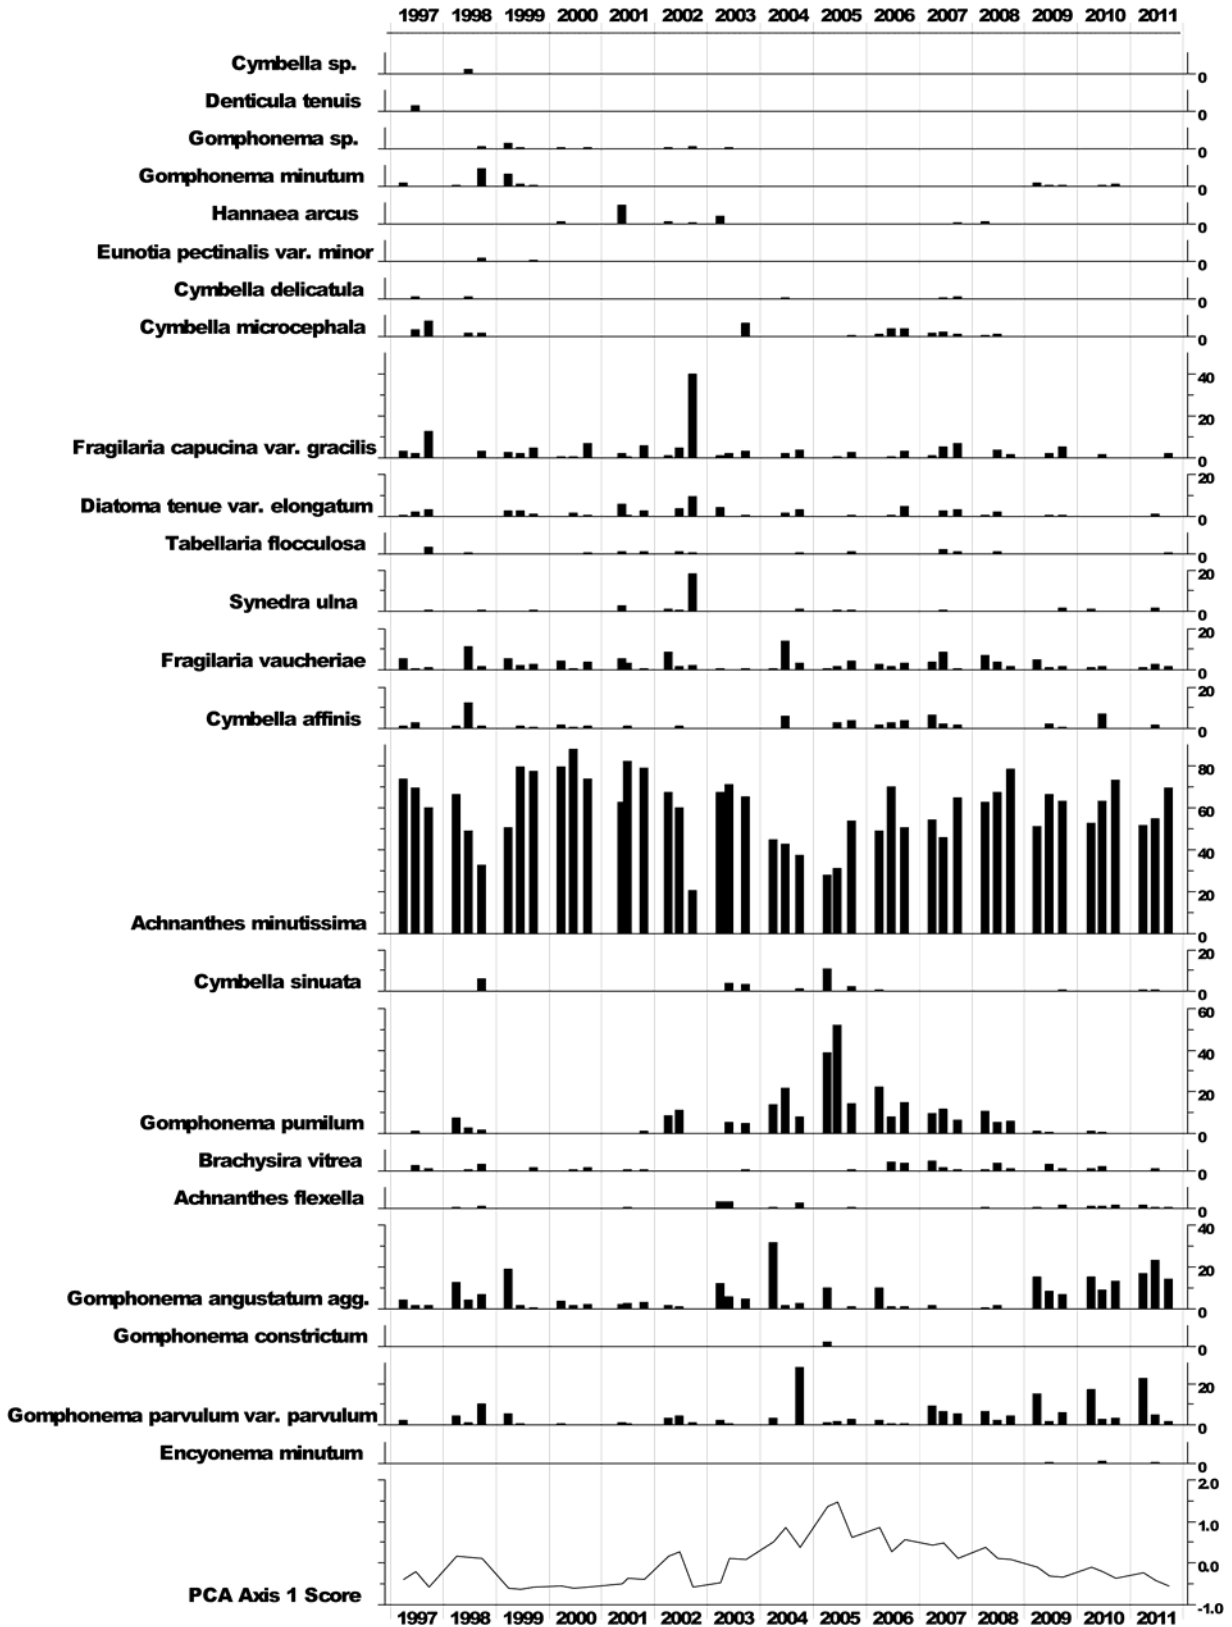 1997 1998 1999 2000 2001 2002 2003 2004 2005 2006 2007 2008 2009 2010 2011
Cymbella sp. 0
Denticula tenuis 0
Gomphonema sp. 0
Gomphonema minutum 0
Hannaea arcus 0
Eunotia pectinalis var. minor 0
Cymbella delicatula 0
Cymbella microcephala 0
40
20
Fragilaria capucina var. gracilis 0
20
Diatoma tenue var. elongatum 0
Tabellaria flocculosa 0
20
Synedra ulna 0
20
Fragilaria vaucheriae 0
20
Cymbella affinis 0
80
60
40
20
Achnanthes minutissima 0
20
Cymbella sinuata 0
60
40
20
Gomphonema pumilum 0
Brachysira vitrea 0
Achnanthes flexella 0
40
20
Gomphonema angustatum agg. 0
Gomphonema constrictum 0
20
Gomphonema parvulum var. parvulum 0
Encyonema minutum 0
2.0
1.0
0.0
PCA Axis 1 Score -1.0
1997 1998 1999 2000 2001 2002 2003 2004 2005 2006 2007 2008 2009 2010 2011